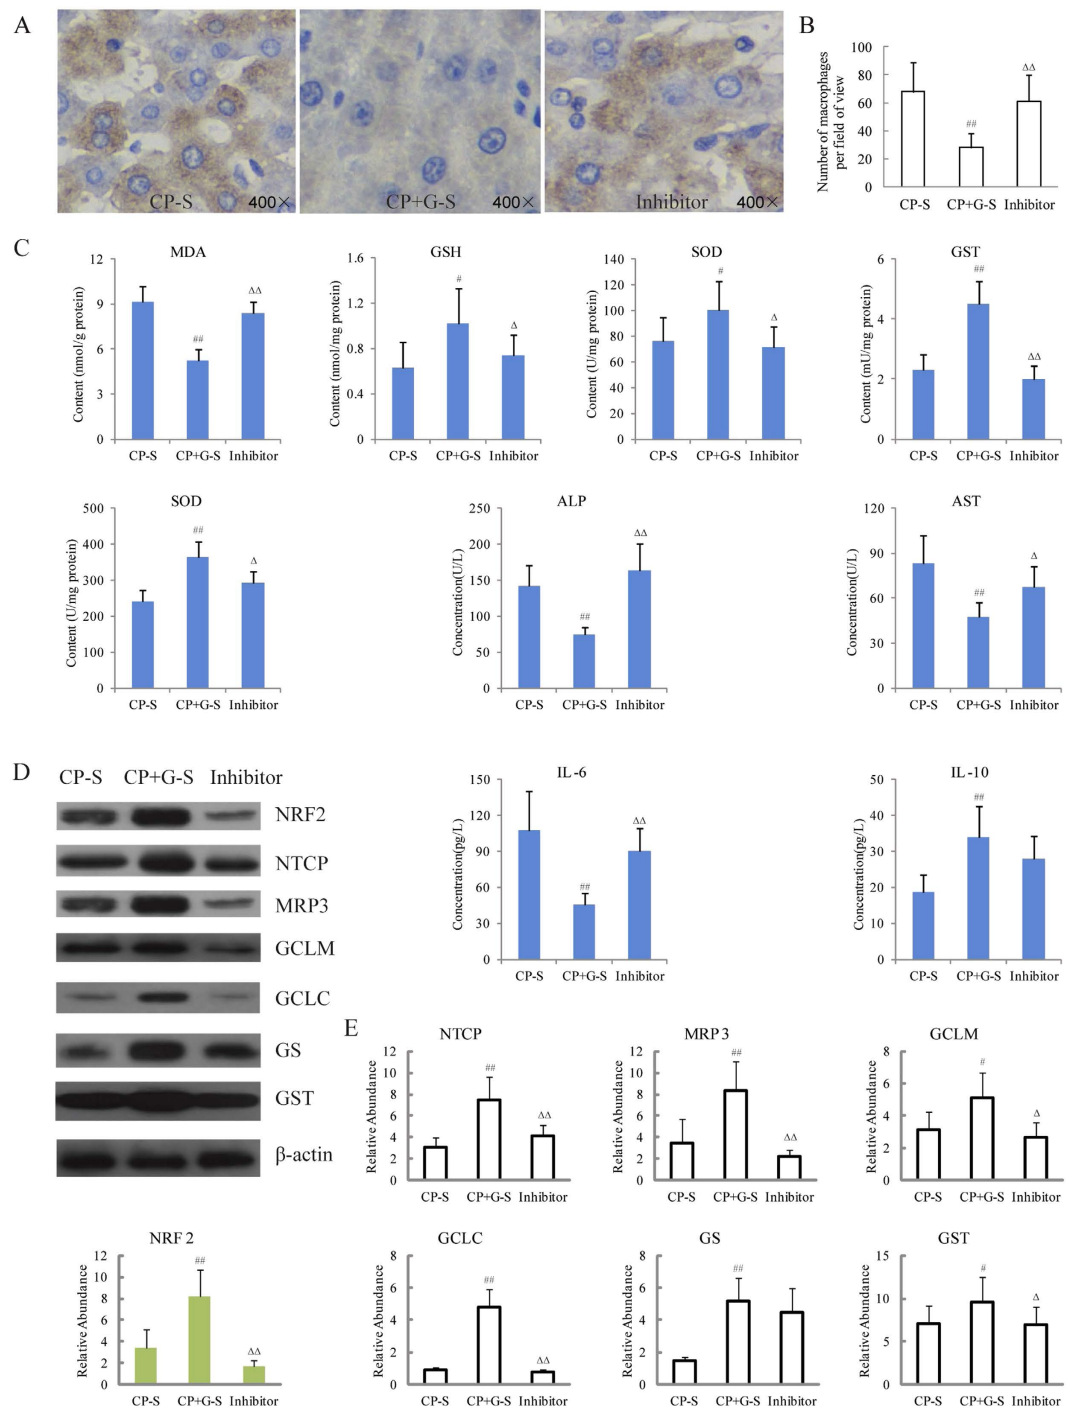 A
CP-S 400×
CP+G-S 400×
Inhibitor 400×
B
Number of macrophages
per field of view
100
80
60
40
20
0
##
ΔΔ
CP-S CP+G-S Inhibitor
C
MDA
Content (nmol/g protein)
12
9
6
3
0
##
ΔΔ
CP-S CP+G-S Inhibitor
GSH
Content (nmol/mg protein)
1.6
1.2
0.8
0.4
0
#
Δ
CP-S CP+G-S Inhibitor
SOD
Content (U/mg protein)
140
120
100
80
60
40
20
0
#
Δ
CP-S CP+G-S Inhibitor
GST
Content (mU/mg protein)
6
4
2
0
##
ΔΔ
CP-S CP+G-S Inhibitor
SOD
Content (U/mg protein)
500
400
300
200
100
0
##
Δ
CP-S CP+G-S Inhibitor
ALP
Concentration(U/L)
250
200
150
100
50
0
##
ΔΔ
CP-S CP+G-S Inhibitor
AST
Concentration(U/L)
120
90
60
30
0
##
Δ
CP-S CP+G-S Inhibitor
D
CP-S CP+G-S Inhibitor
NRF2
NTCP
MRP3
GCLM
GCLC
GS
GST
β-actin
IL-6
Concentration(pg/L)
150
120
90
60
30
0
##
ΔΔ
CP-S CP+G-S Inhibitor
IL-10
Concentration(pg/L)
50
40
30
20
10
0
##
CP-S CP+G-S Inhibitor
E
NTCP
Relative Abundance
12
10
8
6
4
2
0
##
ΔΔ
CP-S CP+G-S Inhibitor
MRP3
Relative Abundance
12
10
8
6
4
2
0
##
ΔΔ
CP-S CP+G-S Inhibitor
GCLM
Relative Abundance
8
6
4
2
0
#
Δ
CP-S CP+G-S Inhibitor
NRF2
Relative Abundance
12
10
8
6
4
2
0
##
ΔΔ
CP-S CP+G-S Inhibitor
GCLC
Relative Abundance
8
6
4
2
0
##
ΔΔ
CP-S CP+G-S Inhibitor
GS
Relative Abundance
8
6
4
2
0
##
CP-S CP+G-S Inhibitor
GST
Relative Abundance
15
10
5
0
#
Δ
CP-S CP+G-S Inhibitor